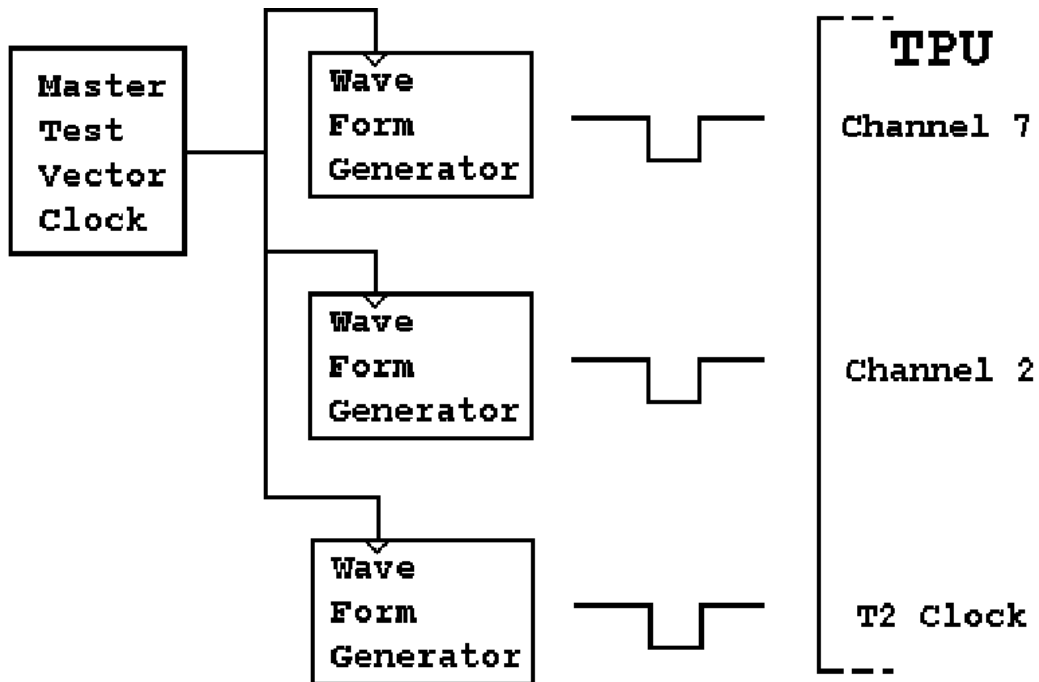 Master
Test
Vector
Clock
Wave
Form
Generator
TPU
Channel 7
Wave
Form
Generator
Channel 2
Wave
Form
Generator
T2 Clock